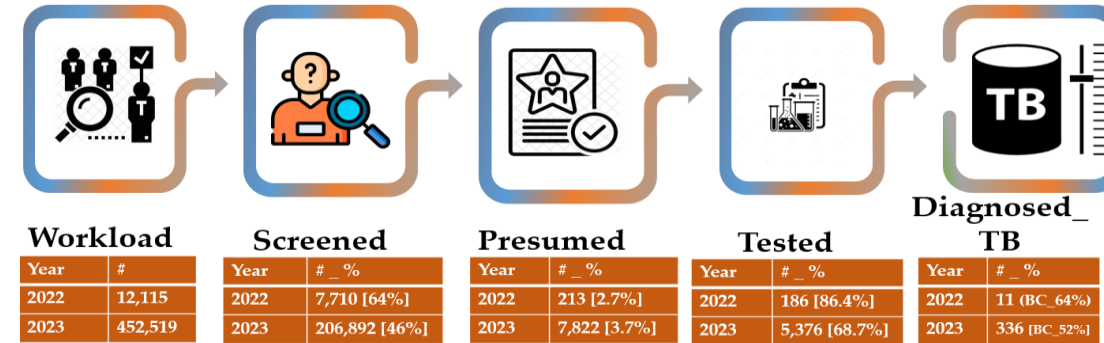 ?
TB
Workload
Year #
2022 12,115
2023 452,519
Screened
Year # _ %
2022 7,710 [64%]
2023 206,892 [46%]
Presumed
Year # _ %
2022 213 [2.7%]
2023 7,822 [3.7%]
Tested
Year # _ %
2022 186 [86.4%]
2023 5,376 [68.7%]
Diagnosed_
TB
Year # _ %
2022 11 (BC_64%)
2023 336 [BC_52%]